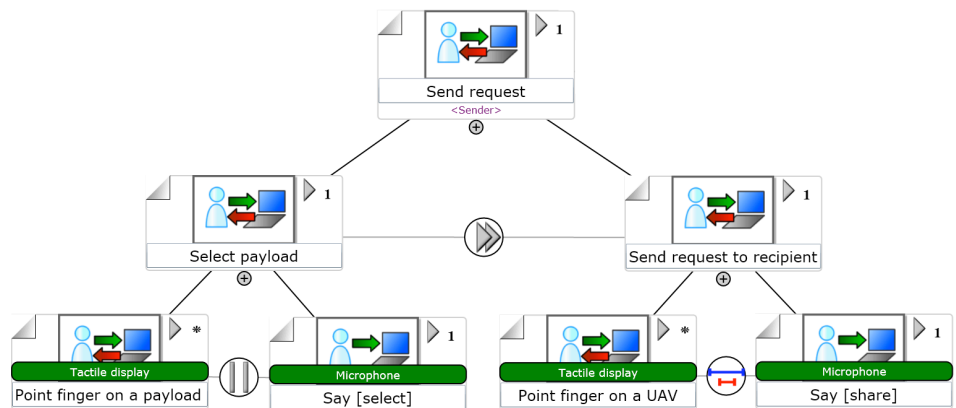 1
Send request
<Sender>
1
Select payload
1
Send request to recipient
*
Tactile display
Point finger on a payload
1
Microphone
Say [select]
*
Tactile display
Point finger on a UAV
1
Microphone
Say [share]